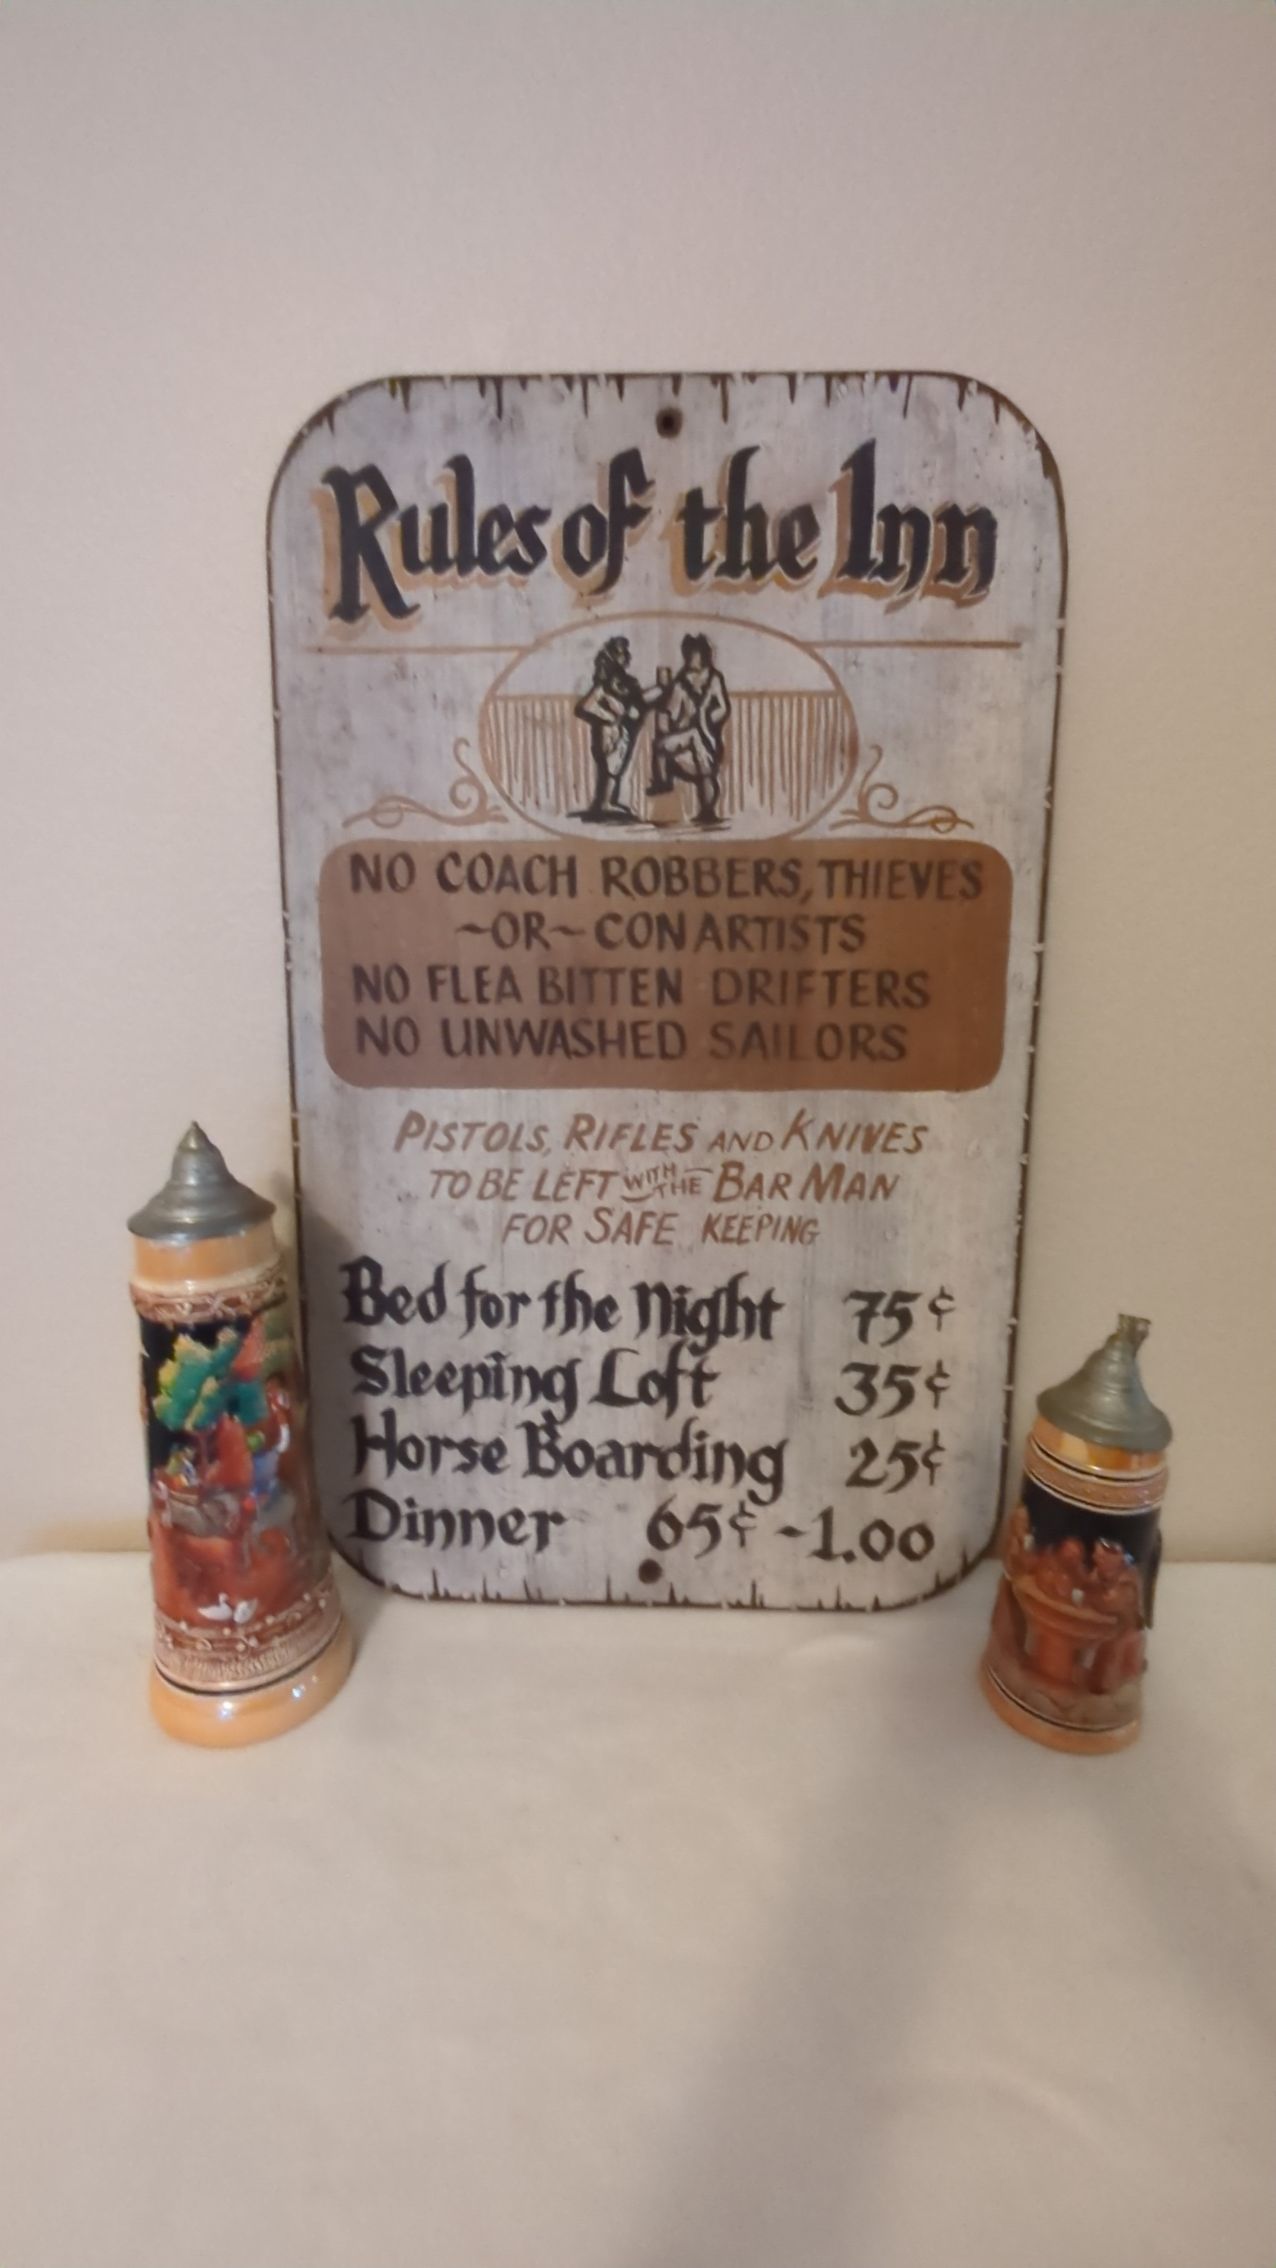 Rules of the Inn
NO COACH ROBBERS, THIEVES
~OR~ CON ARTISTS
NO FLEA BITTEN DRIFTERS
NO UNWASHED SAILORS
PISTOLS, RIFLES AND KNIVES
TO BE LEFT WITH THE BAR MAN
FOR SAFE KEEPING
Bed for the Night 75¢
Sleeping Loft 35¢
Horse Boarding 25¢
Dinner 65¢ - 1.00